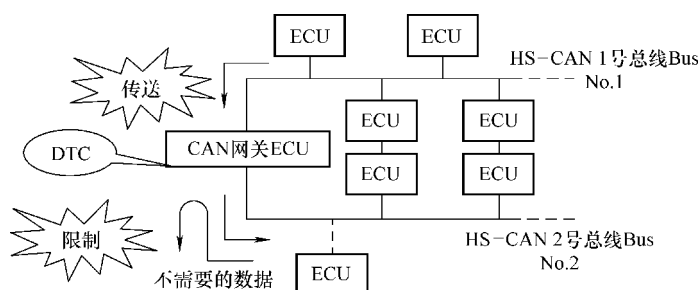 ECU
ECU
HS-CAN 1号总线Bus
No.1
传送
ECU
ECU
CAN网关ECU
DTC
ECU
ECU
限制
HS-CAN 2号总线Bus
No.2
不需要的数据
ECU